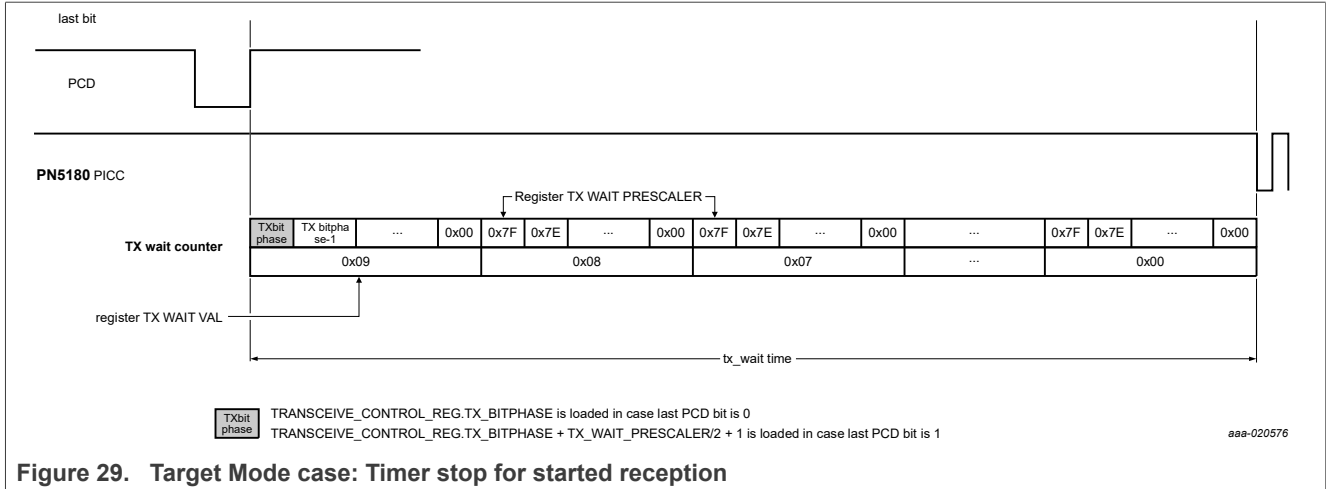 last bit
PCD
PN5180 PICC
Register TX WAIT PRESCALER
TX wait counter
TXbit
phase
TX bitpha
se-1
...
0x00
0x7F
0x7E
...
0x00
0x7F
0x7E
...
0x00
...
0x7F
0x7E
...
0x00
0x09
0x08
0x07
...
0x00
register TX WAIT VAL
tx_wait time
TXbit
phase
TRANSCEIVE_CONTROL_REG.TX_BITPHASE is loaded in case last PCD bit is 0
TRANSCEIVE_CONTROL_REG.TX_BITPHASE + TX_WAIT_PRESCALER/2 + 1 is loaded in case last PCD bit is 1
aaa-020576
Figure 29. Target Mode case: Timer stop for started reception